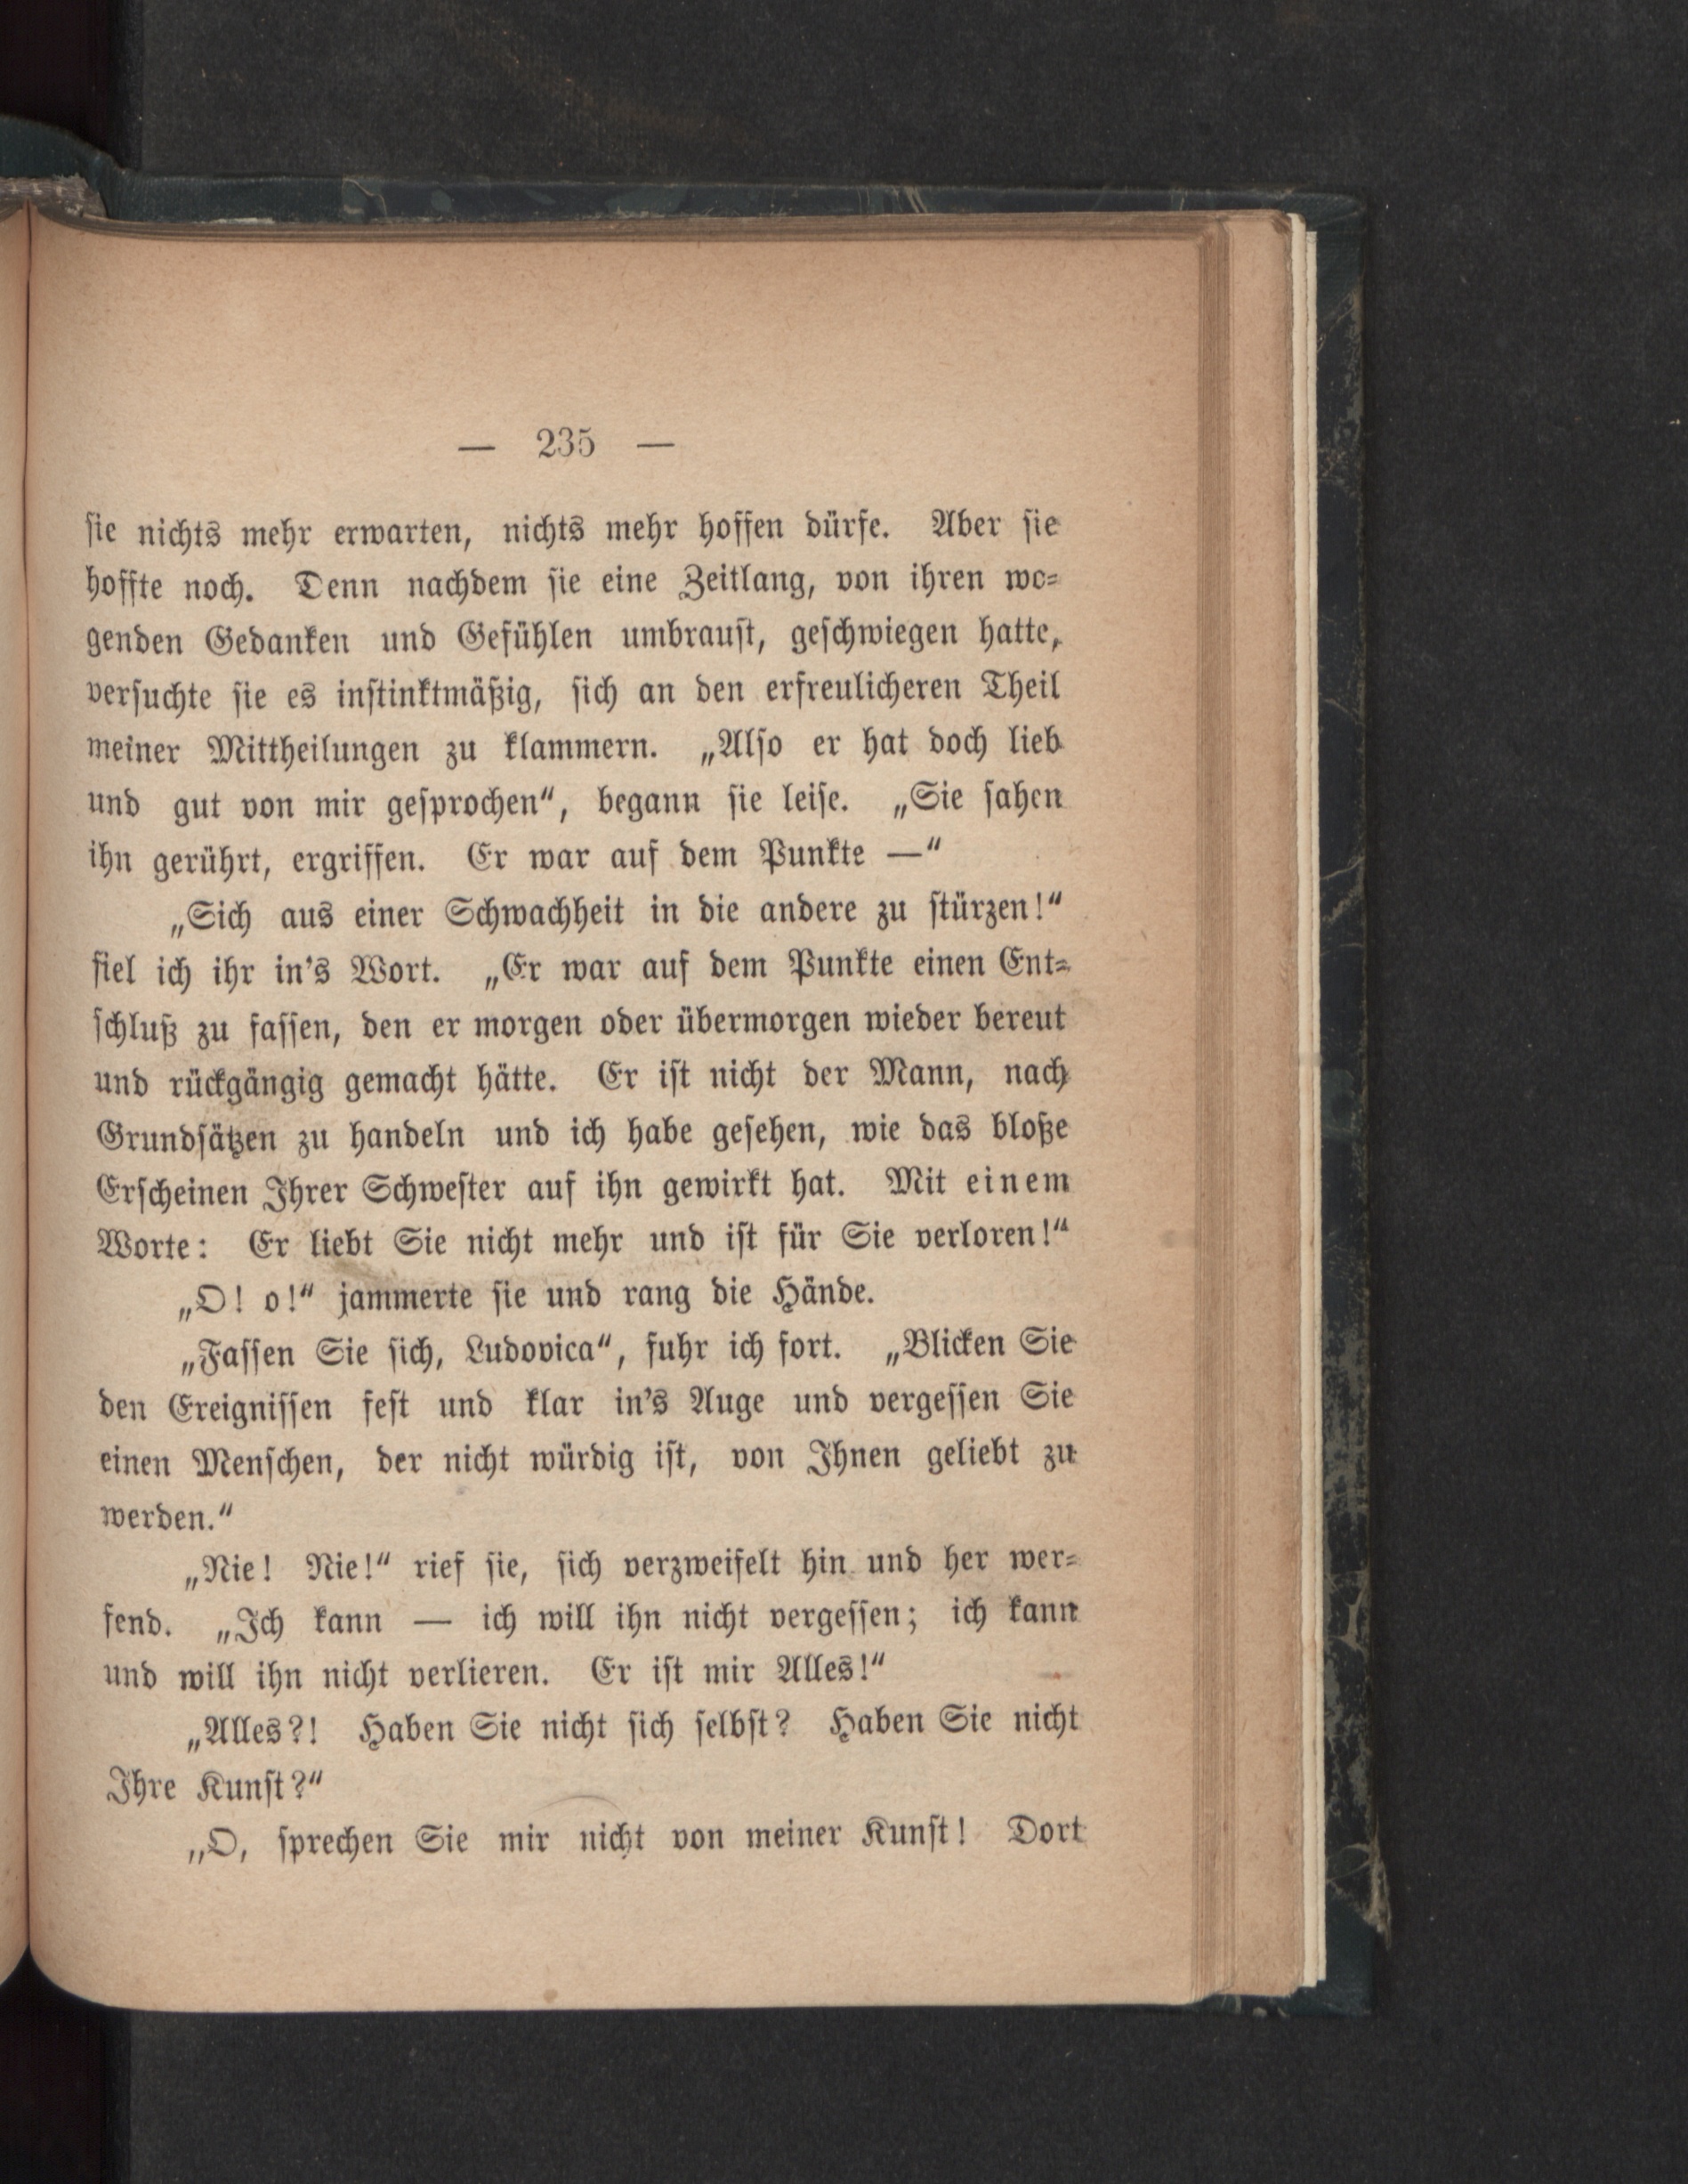 — 235 —
sie nichts mehr erwarten, nichts mehr hoffen dürfe. Aber sie
hoffte noch. Denn nachdem sie eine Zeitlang, von ihren wo-
genden Gedanken und Gefühlen umbraust, geschwiegen hatte,
versuchte sie es instinktmäßig, sich an den erfreulicheren Theil
meiner Mittheilungen zu klammern. „Also er hat doch lieb
und gut von mir gesprochen“, begann sie leise. „Sie sahen
ihn gerührt, ergriffen. Er war auf dem Punkte —“
„Sich aus einer Schwachheit in die andere zu stürzen!“
fiel ich ihr in’s Wort. „Er war auf dem Punkte einen Ent-
schluß zu fassen, den er morgen oder übermorgen wieder bereut
und rückgängig gemacht hätte. Er ist nicht der Mann, nach
Grundsätzen zu handeln und ich habe gesehen, wie das bloße
Erscheinen Ihrer Schwester auf ihn gewirkt hat. Mit einem
Worte: Er liebt Sie nicht mehr und ist für Sie verloren!“
„O! o!“ jammerte sie und rang die Hände.
„Fassen Sie sich, Ludovica“, fuhr ich fort. „Blicken Sie
den Ereignissen fest und klar in’s Auge und vergessen Sie
einen Menschen, der nicht würdig ist, von Ihnen geliebt zu
werden.“
„Nie! Nie!“ rief sie, sich verzweifelt hin und her wer-
fend. „Ich kann — ich will ihn nicht vergessen; ich kann
und will ihn nicht verlieren. Er ist mir Alles!“
„Alles?! Haben Sie nicht sich selbst? Haben Sie nicht
Ihre Kunst?“
„O, sprechen Sie mir nicht von meiner Kunst! Dort